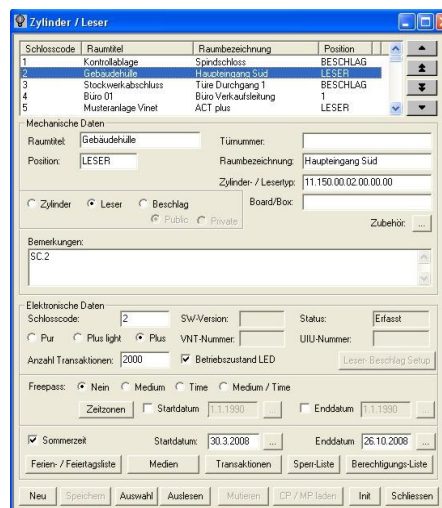 Zylinder / Leser
Schlosscode Raumtitel Raumbezeichnung Position
1 Kontrollablage Spindschloss BESCHLAG
2 Gebäudehülle Haupteingang Süd LESER
3 Stockwerkabschluss Türe Durchgang 1 BESCHLAG
4 Büro 01 Büro Verkaufsleitung 1
5 Musteranlage Vinet ACT plus LESER
Mechanische Daten
Raumtitel: Gebäudehülle Türnummer:
Position: LESER Raumbezeichnung: Haupteingang Süd
Zylinder- / Lesertyp: 11.150.00.02.00.00.00
Zylinder Leser Beschlag Board/Box:
Public Private Zubehör: ...
Bemerkungen:
SC.2
Elektronische Daten
Schlosscode: 2 SW-Version: Status: Erfasst
Pur Plus light Plus VNT-Nummer: UIU-Nummer:
Anzahl Transaktionen: 2000 Betriebszustand LED Leser- Beschlag Setup
Freepass: Nein Medium Time Medium / Time
Zeitzonen Startdatum 1.1.1990 ... Enddatum 1.1.1990 ...
Sommerzeit Startdatum: 30.3.2008 ... Enddatum 26.10.2008 ...
Ferien- / Feiertagsliste Medien Transaktionen Sperr-Liste Berechtigungs-Liste
Neu Speichern Auswahl Auslesen Mutieren CP / MP laden Init Schliessen